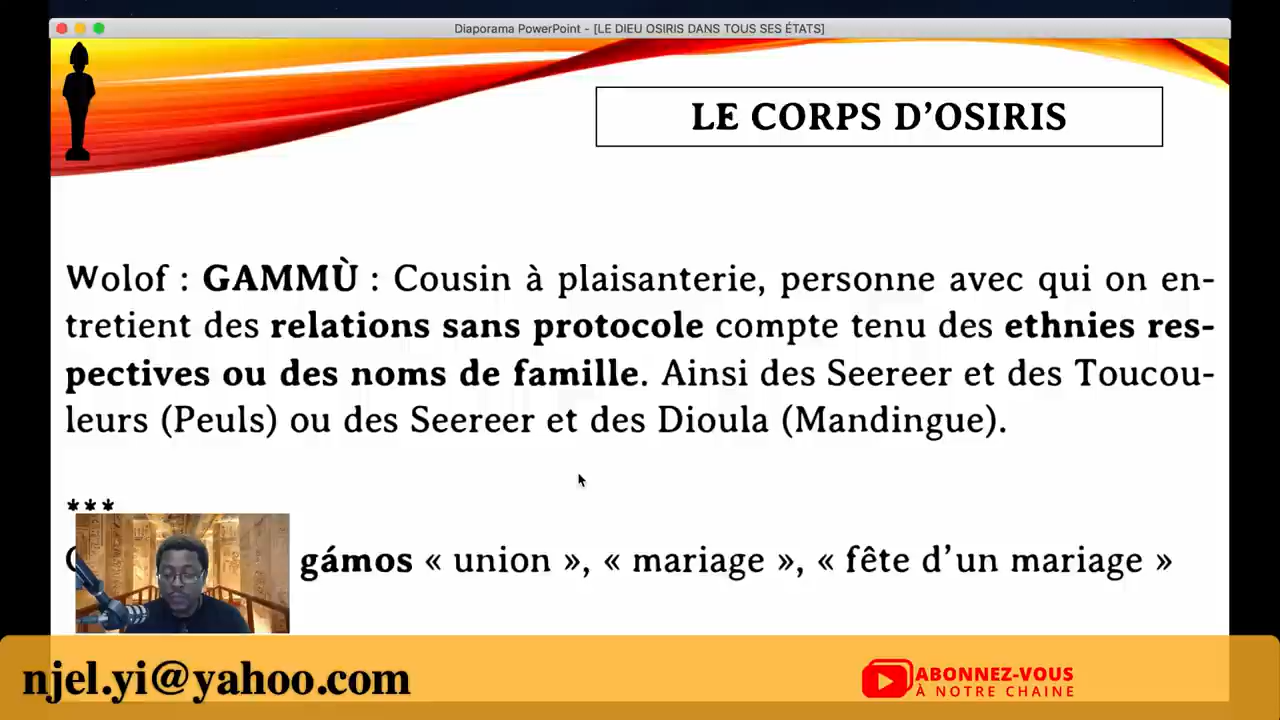 Diaporama PowerPoint - [LE DIEU OSIRIS DANS TOUS SES ÉTATS]
LE CORPS D’OSIRIS
Wolof : GAMMÙ : Cousin à plaisanterie, personne avec qui on en-
tretient des relations sans protocole compte tenu des ethnies res-
pectives ou des noms de famille. Ainsi des Seereer et des Toucou-
leurs (Peuls) ou des Seereer et des Dioula (Mandingue).
***
gámos « union », « mariage », « fête d’un mariage »
njel.yi@yahoo.com
ABONNEZ-VOUS
À NOTRE CHAINE